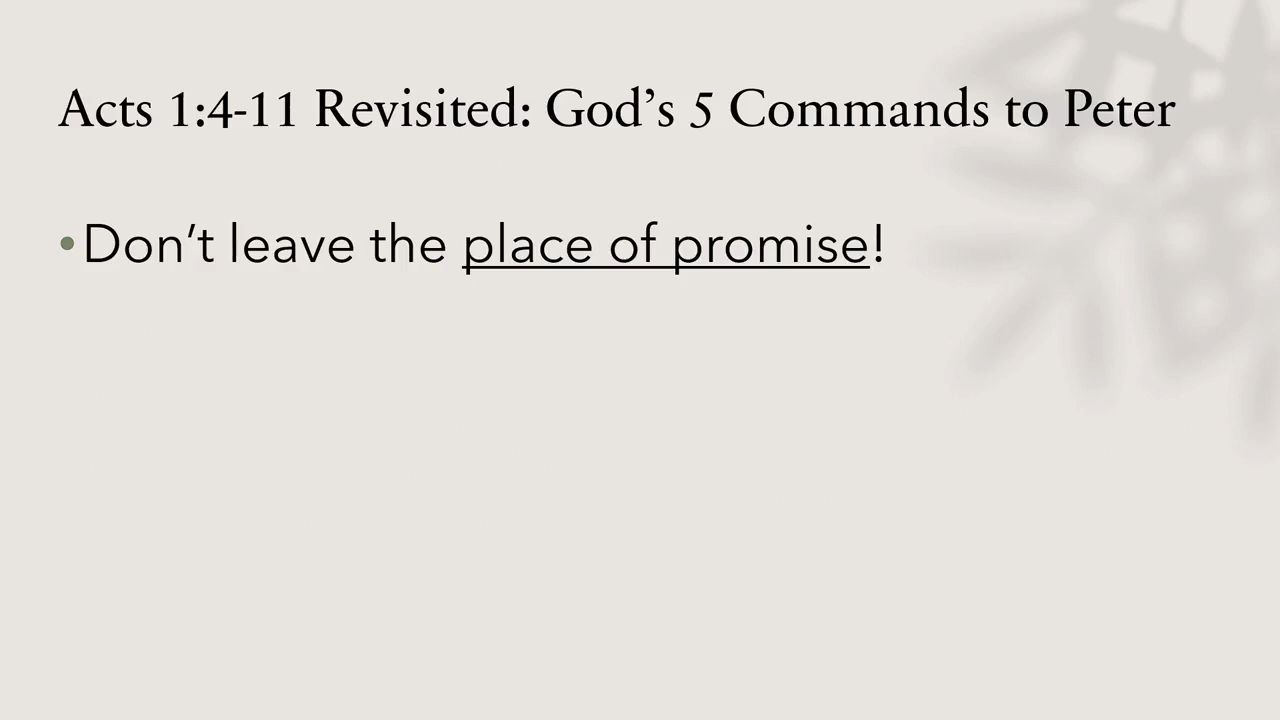 Acts 1:4-11 Revisited: God’s 5 Commands to Peter
•Don’t leave the place of promise!